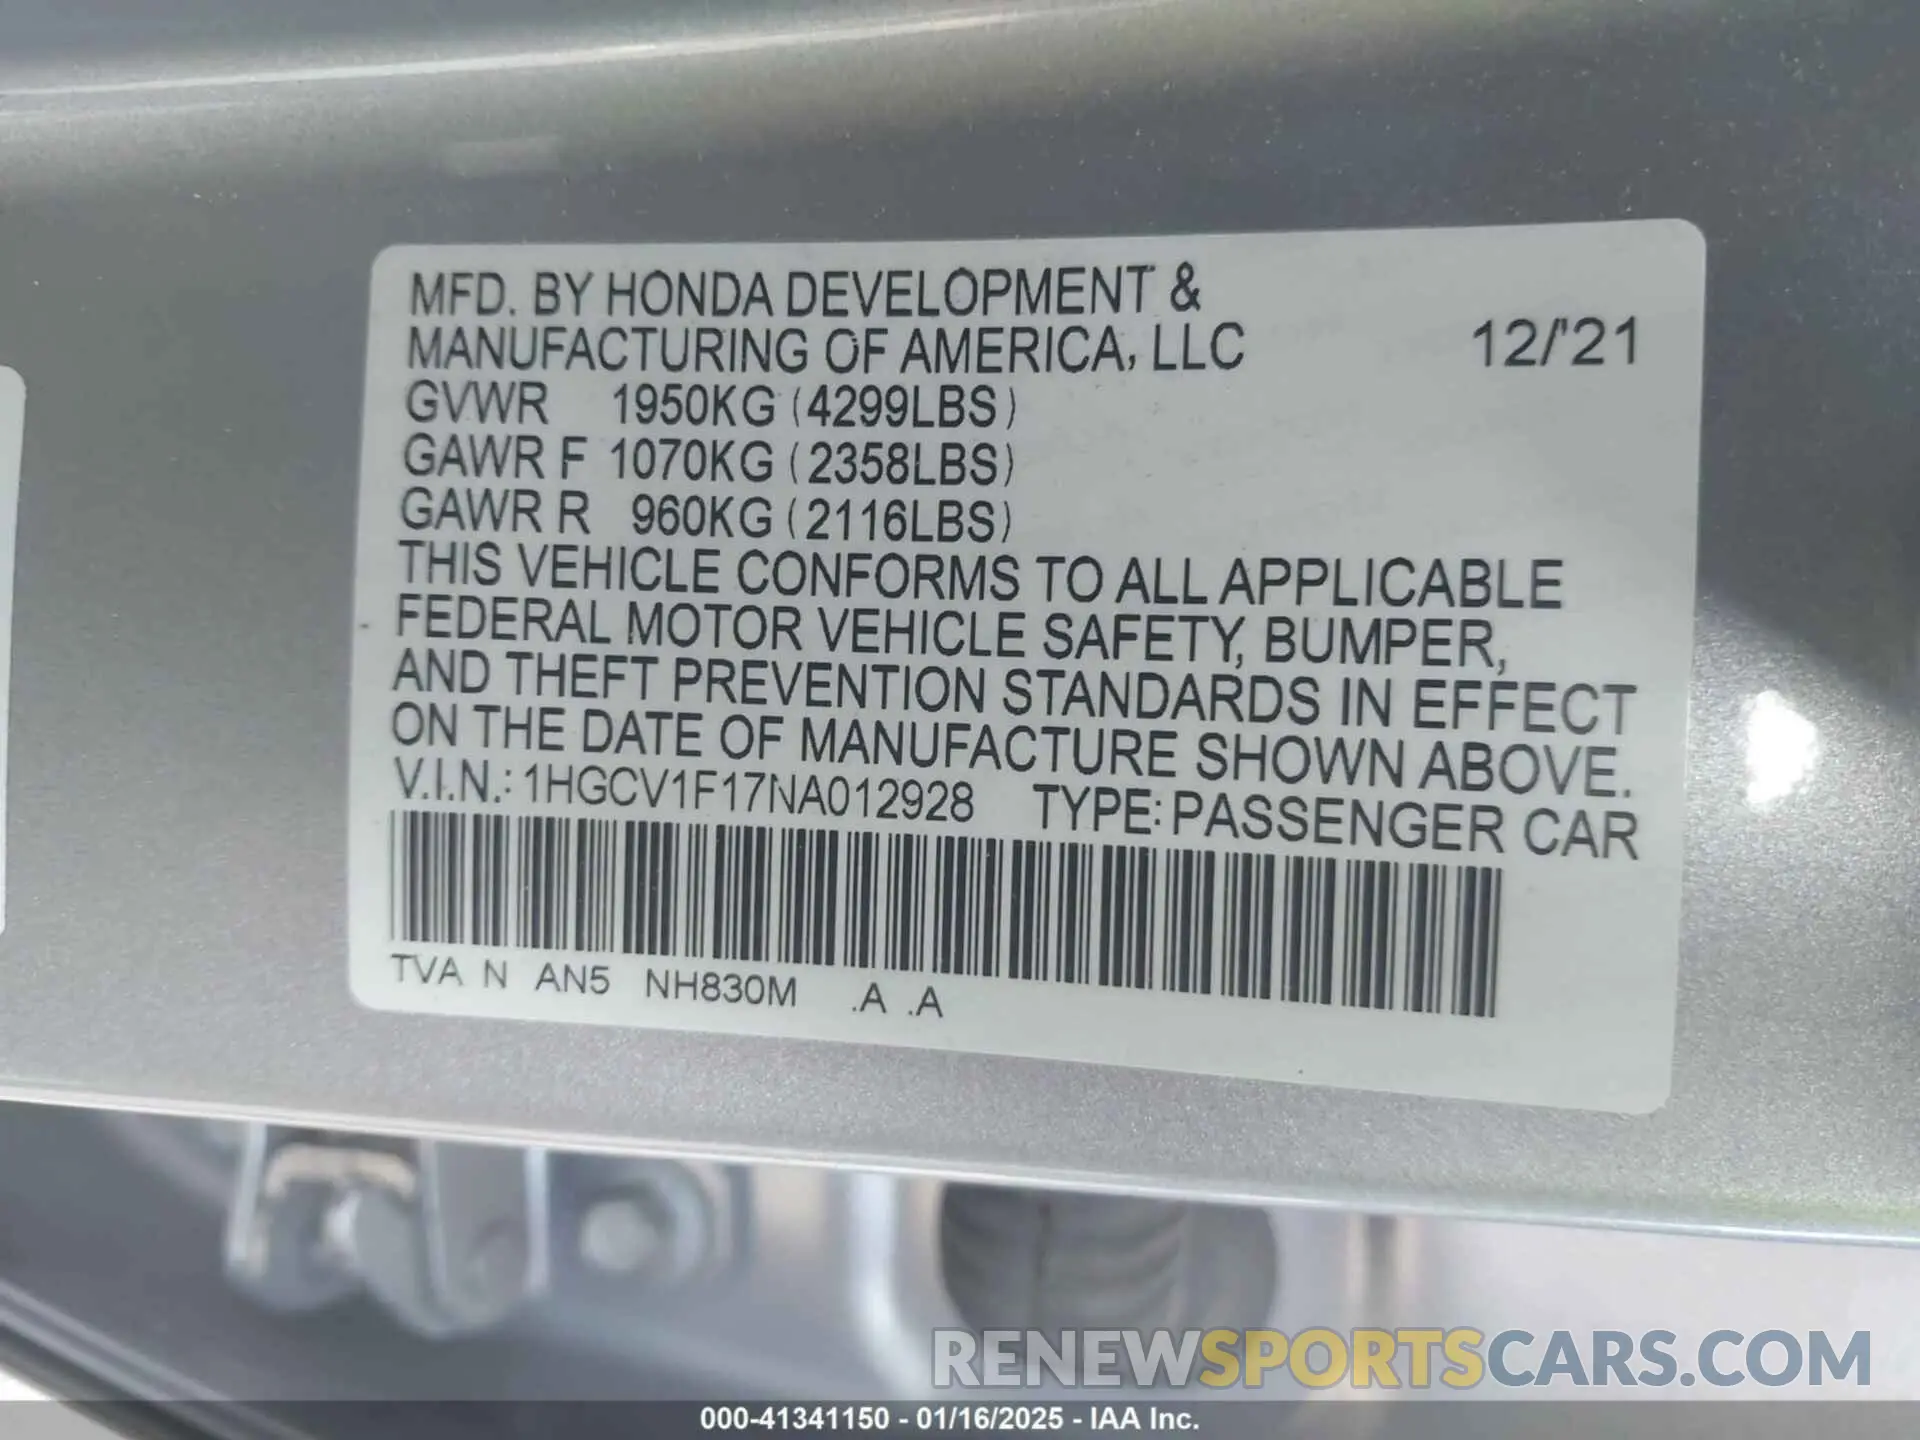 MFD. BY HONDA DEVELOPMENT &
MANUFACTURING OF AMERICA, LLC 12/'21
GVWR 1950KG (4299LBS)
GAWR F 1070KG (2358LBS)
GAWR R 960KG (2116LBS)
THIS VEHICLE CONFORMS TO ALL APPLICABLE
FEDERAL MOTOR VEHICLE SAFETY, BUMPER,
AND THEFT PREVENTION STANDARDS IN EFFECT
ON THE DATE OF MANUFACTURE SHOWN ABOVE.
V.I.N.: 1HGCV1F17NA012928 TYPE: PASSENGER CAR
TVA N AN5 NH830M .A .A
RENEWSPORTSCARS.COM
000-41341150 - 01/16/2025 - IAA Inc.